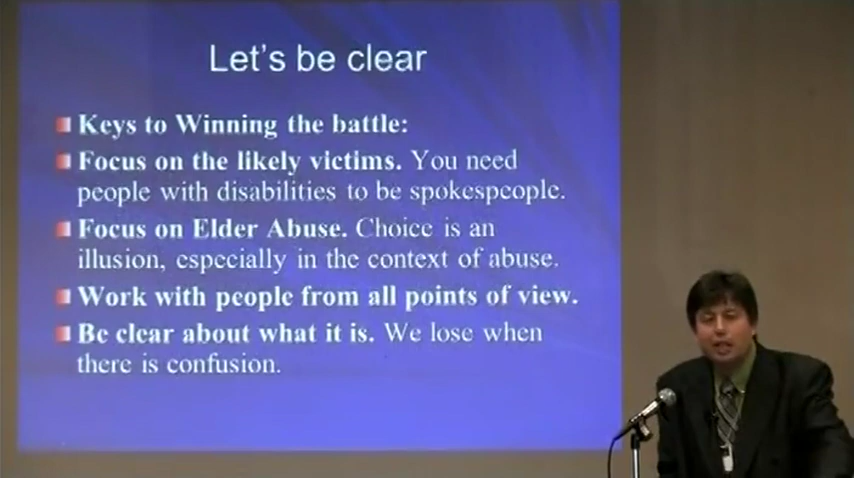 Let's be clear
Keys to Winning the battle:
Focus on the likely victims. You need
people with disabilities to be spokespeople.
Focus on Elder Abuse. Choice is an
illusion, especially in the context of abuse.
Work with people from all points of view.
Be clear about what it is. We lose when
there is confusion.